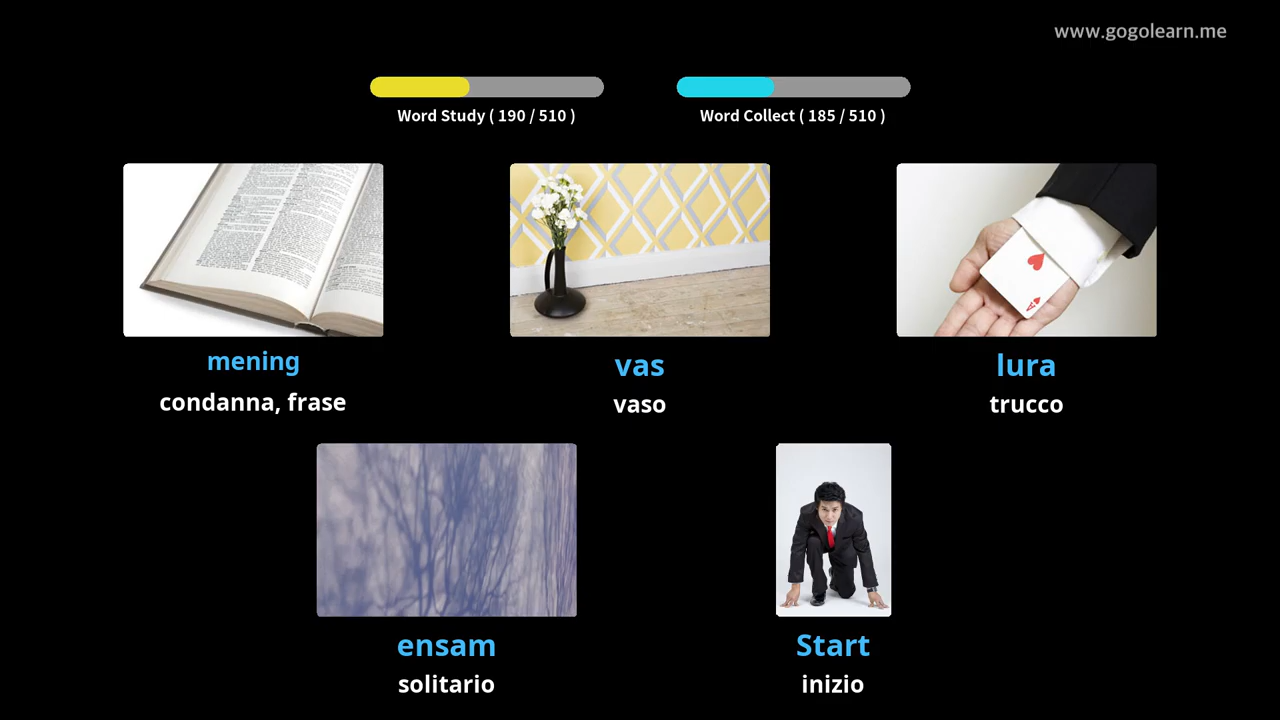 www.gogolearn.me
Word Study ( 190 / 510 )
Word Collect ( 185 / 510 )
mening
condanna, frase
vas
vaso
lura
trucco
ensam
solitario
Start
inizio